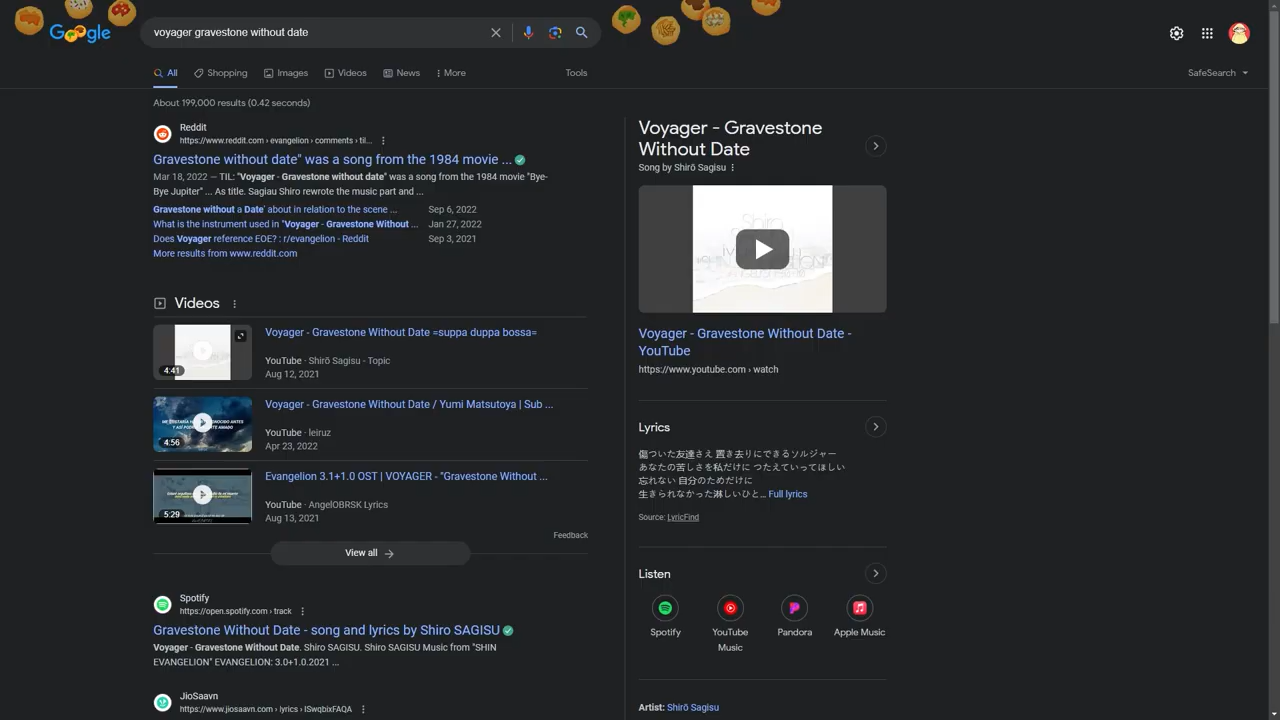 Google
voyager gravestone without date
All
Shopping
Images
Videos
News
More
Tools
SafeSearch
About 199,000 results (0.42 seconds)
Reddit
https://www.reddit.com › evangelion › comments › til...
Gravestone without date" was a song from the 1984 movie ...
Mar 18, 2022 — TIL: "Voyager - Gravestone without date" was a song from the 1984 movie "Bye-
Bye Jupiter" ... As title. Sagiau Shiro rewrote the music part and ...
Gravestone without a Date' about in relation to the scene ... Sep 6, 2022
What is the instrument used in "Voyager - Gravestone Without ... Jan 27, 2022
Does Voyager reference EOE? : r/evangelion - Reddit Sep 3, 2021
More results from www.reddit.com
Videos
Voyager - Gravestone Without Date =suppa duppa bossa=
YouTube · Shirō Sagisu - Topic
Aug 12, 2021
4:41
Voyager - Gravestone Without Date / Yumi Matsutoya | Sub ...
YouTube · leiruz
Apr 23, 2022
4:56
Evangelion 3.1+1.0 OST | VOYAGER - "Gravestone Without ...
YouTube · AngelOBRSK Lyrics
Aug 13, 2021
5:29
Feedback
View all
Spotify
https://open.spotify.com › track
Gravestone Without Date - song and lyrics by Shiro SAGISU
Voyager - Gravestone Without Date. Shiro SAGISU. Shiro SAGISU Music from "SHIN
EVANGELION" EVANGELION: 3.0+1.0.2021 ...
JioSaavn
https://www.jiosaavn.com › lyrics › ISwqbixFAQA
Voyager - Gravestone
Without Date
Song by Shirō Sagisu
Shiro
Voyager - Gravestone Without Date -
YouTube
https://www.youtube.com › watch
Lyrics
傷ついた友達さえ 置き去りにできるソルジャー
あなたの苦しさを私だけに つたえていってほしい
忘れない 自分のためだけに
生きられなかった淋しいひと… Full lyrics
Source: LyricFind
Listen
Spotify
YouTube
Music
Pandora
Apple Music
Artist: Shirō Sagisu